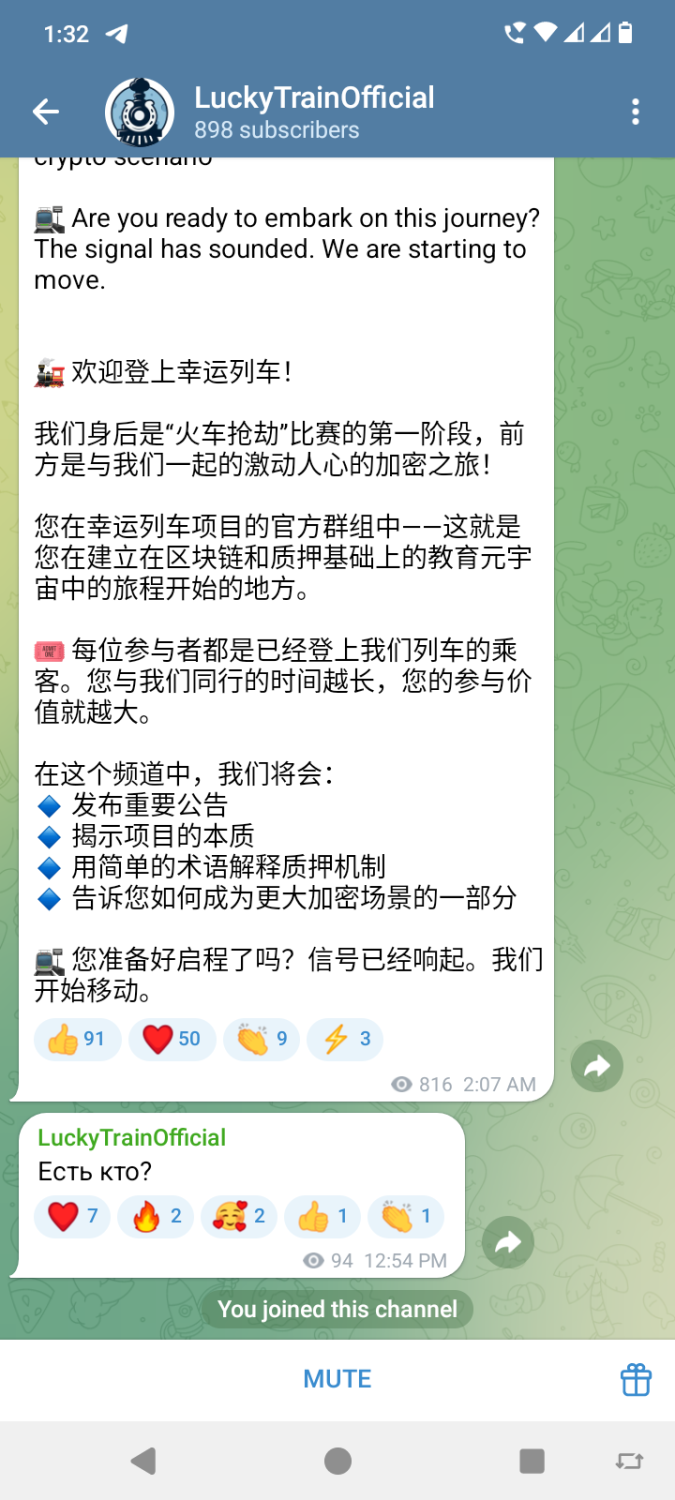 1:32
LuckyTrainOfficial
898 subscribers
crypto scenario
Are you ready to embark on this journey?
The signal has sounded. We are starting to
move.
欢迎登上幸运列车！
我们身后是“火车抢劫”比赛的第一阶段，前
方是与我们一起的激动人心的加密之旅！
您在幸运列车项目的官方群组中——这就是
您在建立在区块链和质押基础上的教育元宇
宙中的旅程开始的地方。
每位参与者都是已经登上我们列车的乘
客。您与我们同行的时间越长，您的参与价
值就越大。
在这个频道中，我们将会：
发布重要公告
揭示项目的本质
用简单的术语解释质押机制
告诉您如何成为更大加密场景的一部分
您准备好启程了吗？信号已经响起。我们
开始移动。
91 50 9 3
816 2:07 AM
LuckyTrainOfficial
Есть кто?
7 2 2 1 1
94 12:54 PM
You joined this channel
MUTE